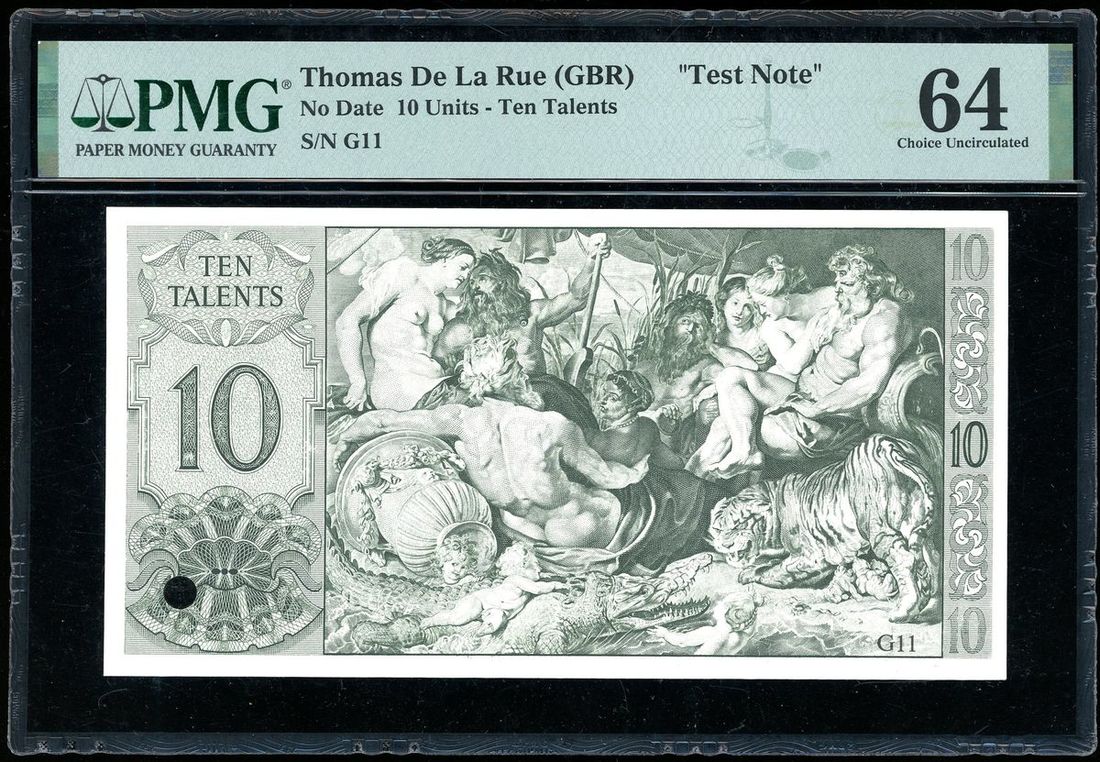 PMG®
PAPER MONEY GUARANTY
Thomas De La Rue (GBR) "Test Note"
No Date 10 Units - Ten Talents
S/N G11
64
Choice Uncirculated
TEN
TALENTS
10
10
10
10
G11